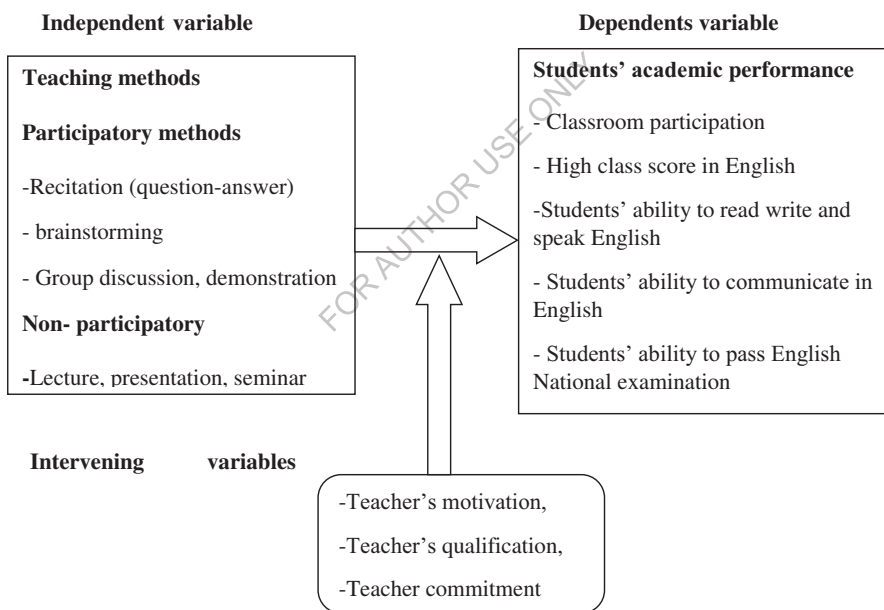 Independent variable
Teaching methods
Participatory methods
-Recitation (question-answer)
- brainstorming
- Group discussion, demonstration
Non- participatory
-Lecture, presentation, seminar
Dependents variable
Students’ academic performance
- Classroom participation
- High class score in English
-Students’ ability to read write and
speak English
- Students’ ability to communicate in
English
- Students’ ability to pass English
National examination
FOR AUTHOR USE ONLY
Intervening variables
-Teacher’s motivation,
-Teacher’s qualification,
-Teacher commitment